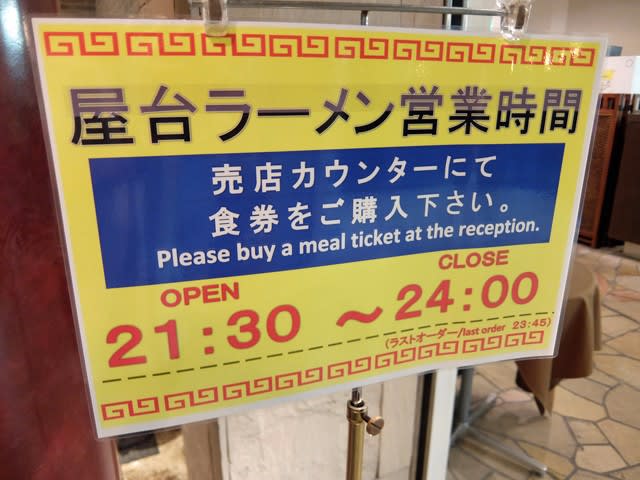 屋台ラーメン営業時間
売店カウンターにて
食券をご購入下さい。
Please buy a meal ticket at the reception.
OPEN CLOSE
21:30 〜 24:00
(ラストオーダー/last order 23:45)